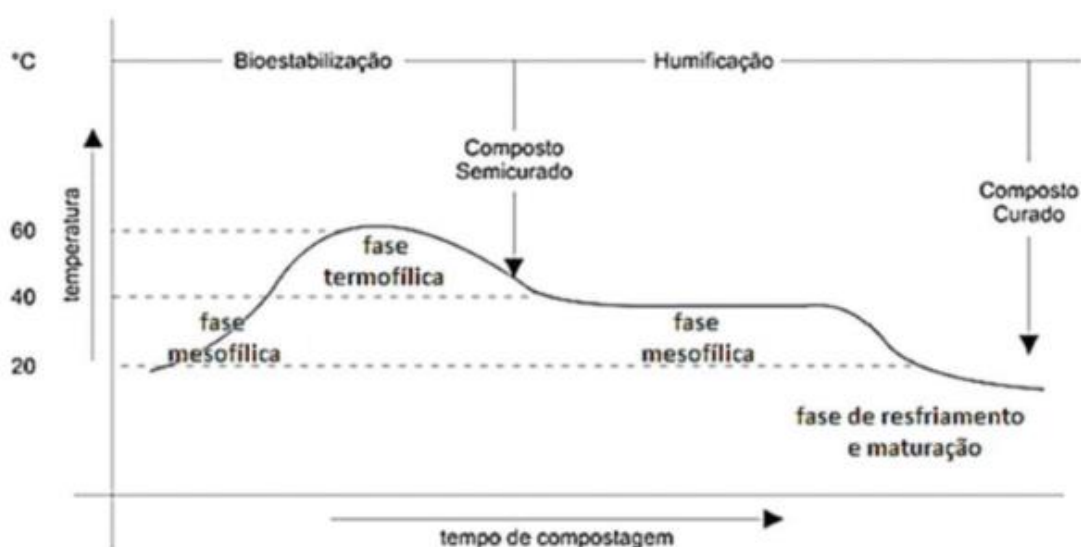 °C
Bioestabilização
Humificação
Composto
Semicurado
Composto
Curado
temperatura
60
fase
termofílica
40
fase
mesofílica
fase
mesofílica
20
fase de resfriamento
e maturação
tempo de compostagem